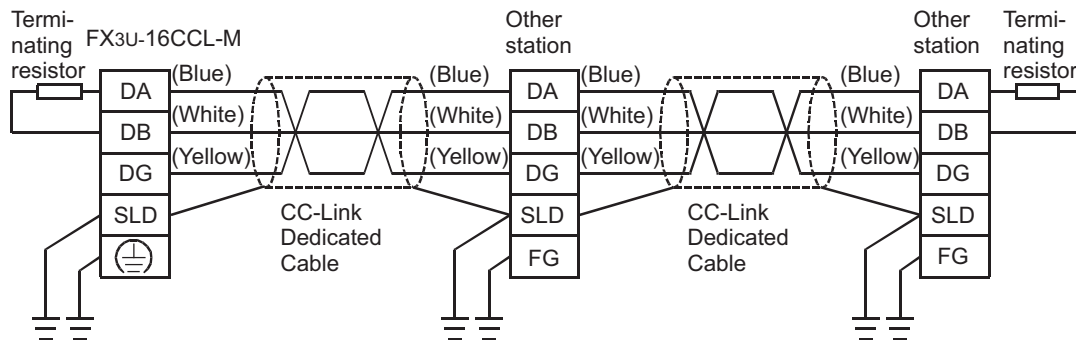 Termi-
nating
resistor
FX3U-16CCL-M
DA
DB
DG
SLD
(Blue)
(White)
(Yellow)
CC-Link
Dedicated
Cable
(Blue)
(White)
(Yellow)
Other
station
DA
DB
DG
SLD
FG
(Blue)
(White)
(Yellow)
CC-Link
Dedicated
Cable
(Blue)
(White)
(Yellow)
Other
station
DA
DB
DG
SLD
FG
Termi-
nating
resistor